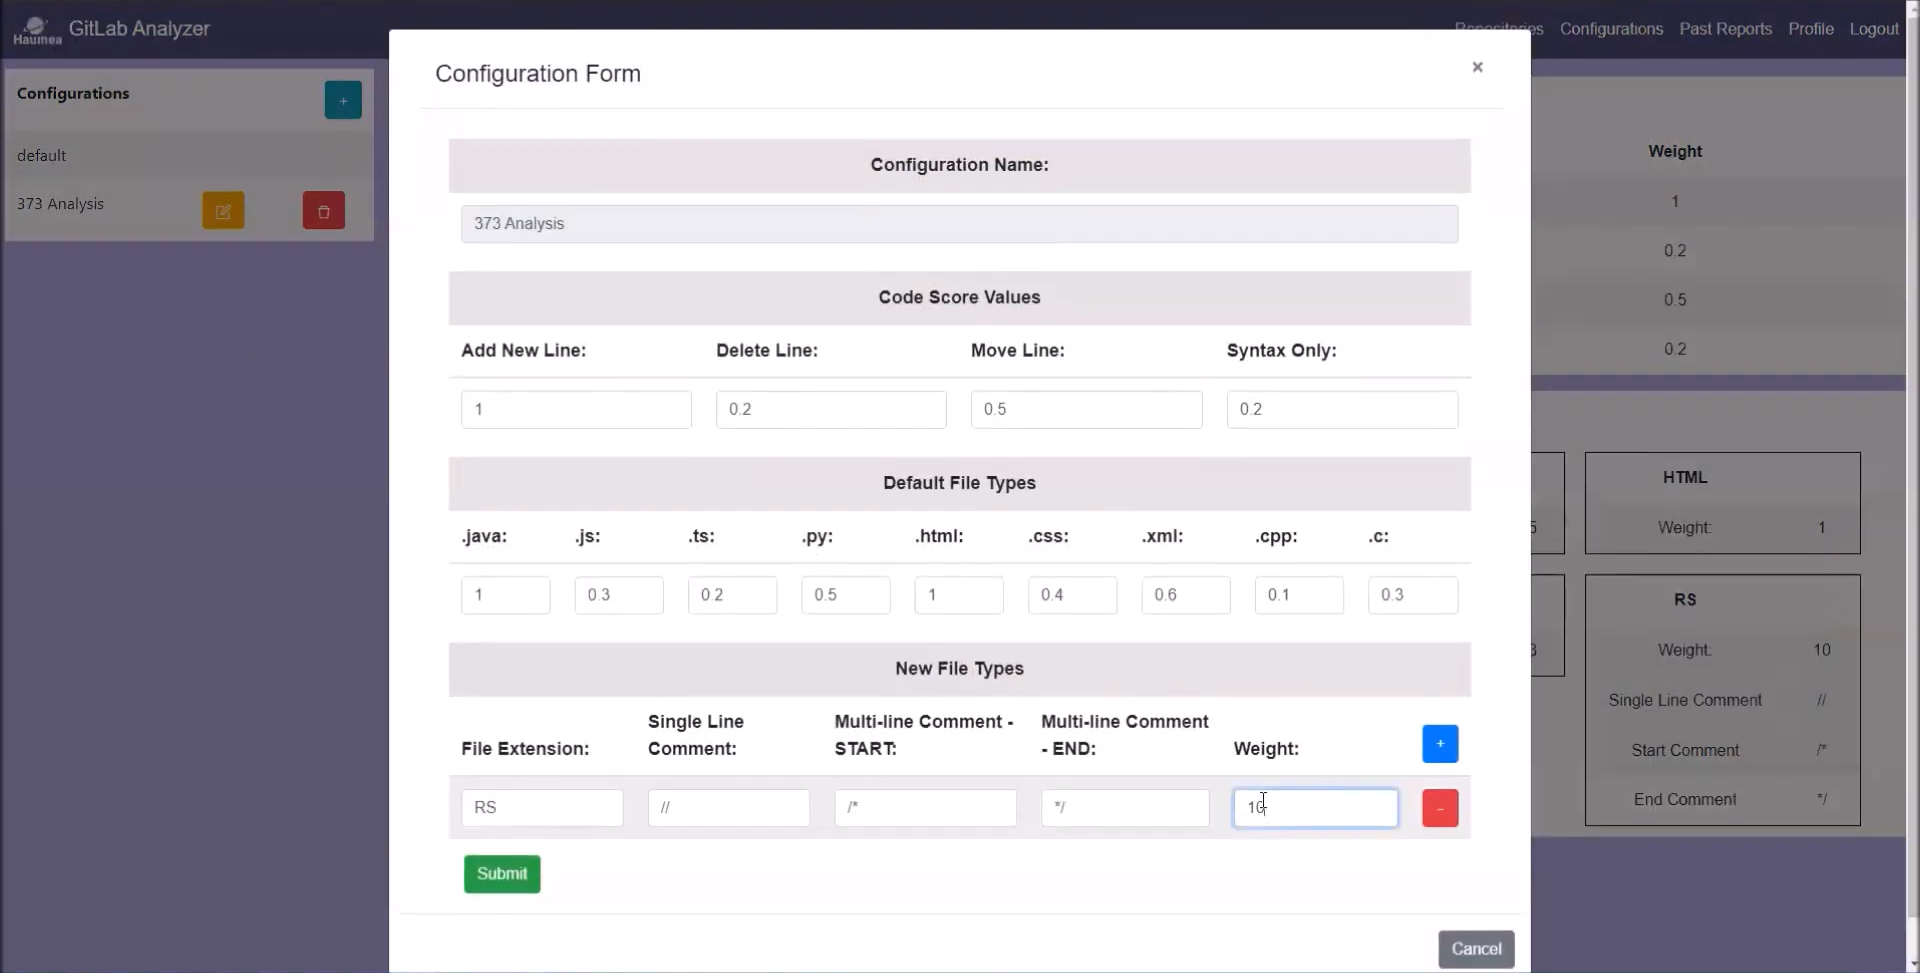 Haumea GitLab Analyzer
Repositories Configurations Past Reports Profile Logout
Configurations +
default
373 Analysis
Configuration Form ×
Configuration Name:
373 Analysis
Code Score Values
Add New Line: Delete Line: Move Line: Syntax Only:
1 0.2 0.5 0.2
Default File Types
.java: .js: .ts: .py: .html: .css: .xml: .cpp: .c:
1 0.3 0.2 0.5 1 0.4 0.6 0.1 0.3
New File Types
File Extension: Single Line Comment: Multi-line Comment - START: Multi-line Comment - END: Weight: +
RS // /* */ 10 -
Submit
Cancel
Weight
1
0.2
0.5
0.2
HTML
5 Weight: 1
RS
3 Weight: 10
Single Line Comment //
Start Comment /*
End Comment */